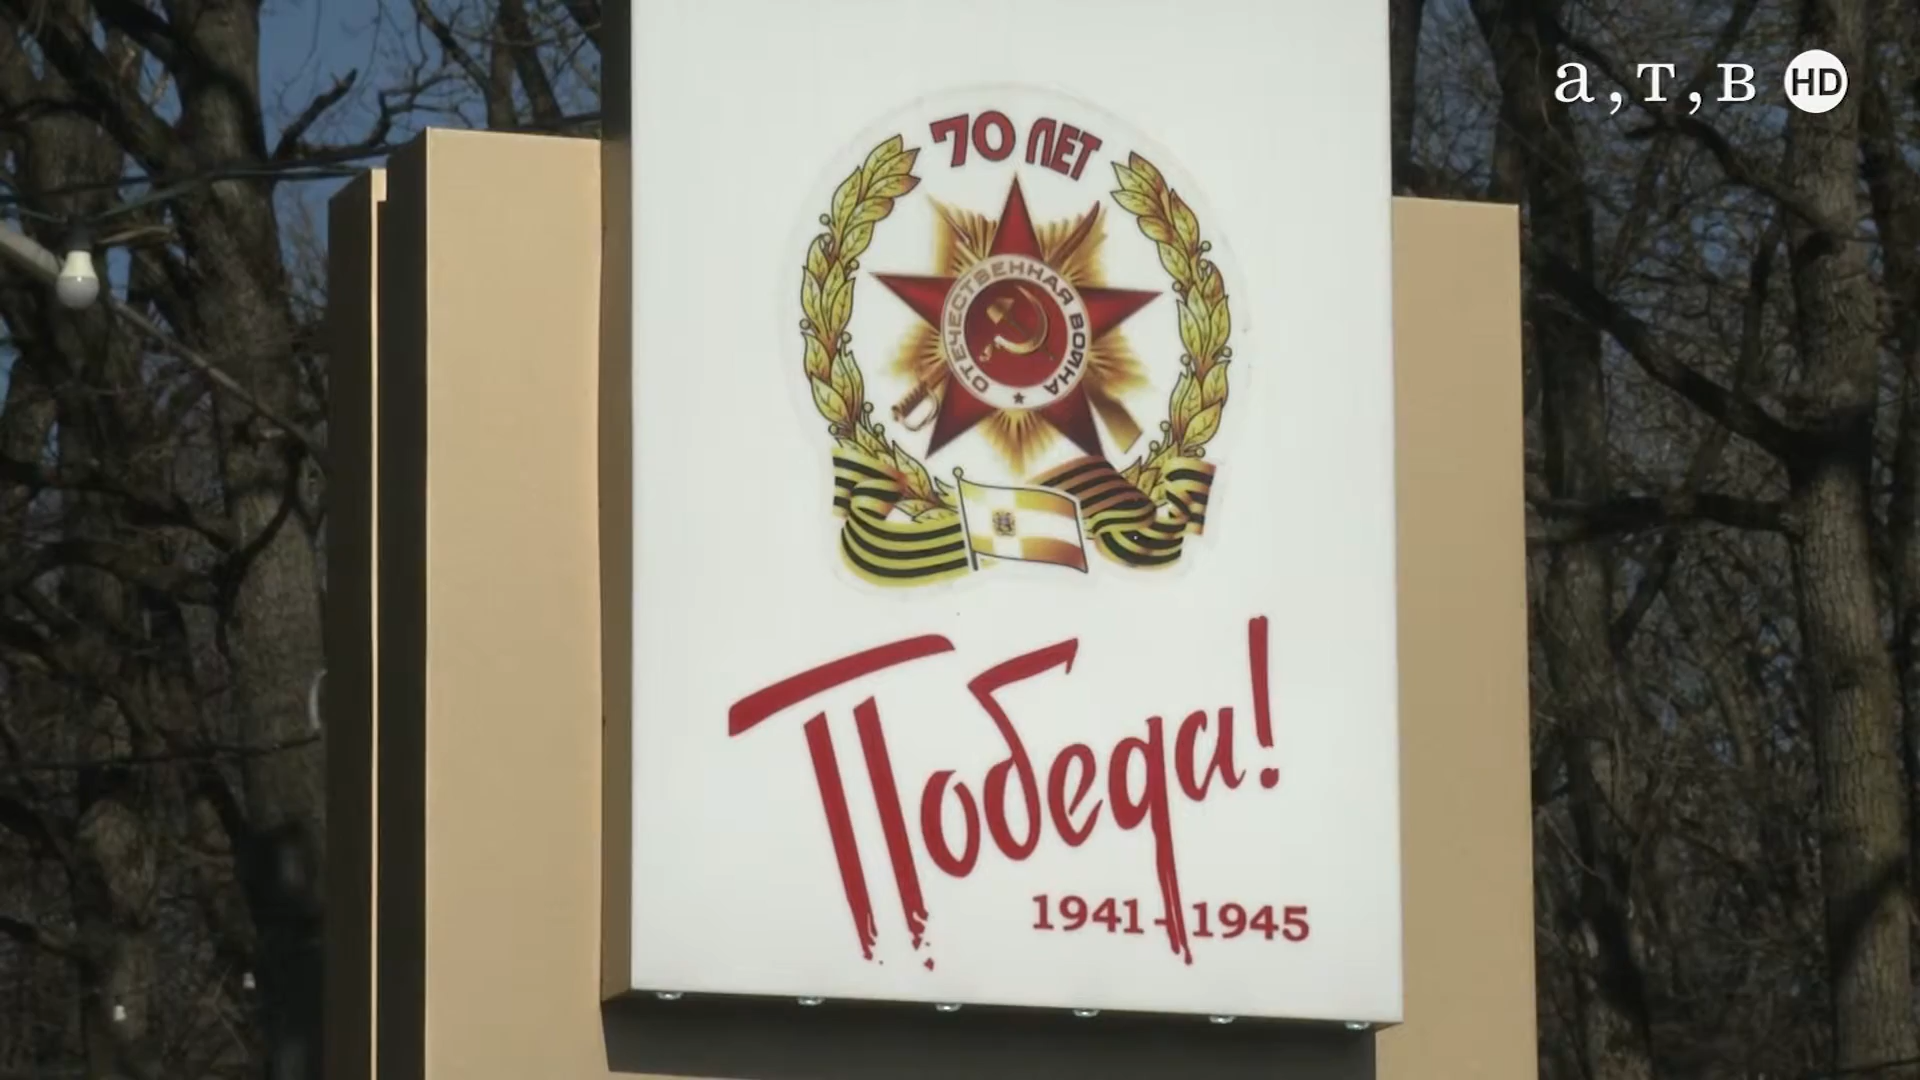 а,т,в HD
70 ЛЕТ
ОТЕЧЕСТВЕННАЯ ВОЙНА
Победа!
1941-1945